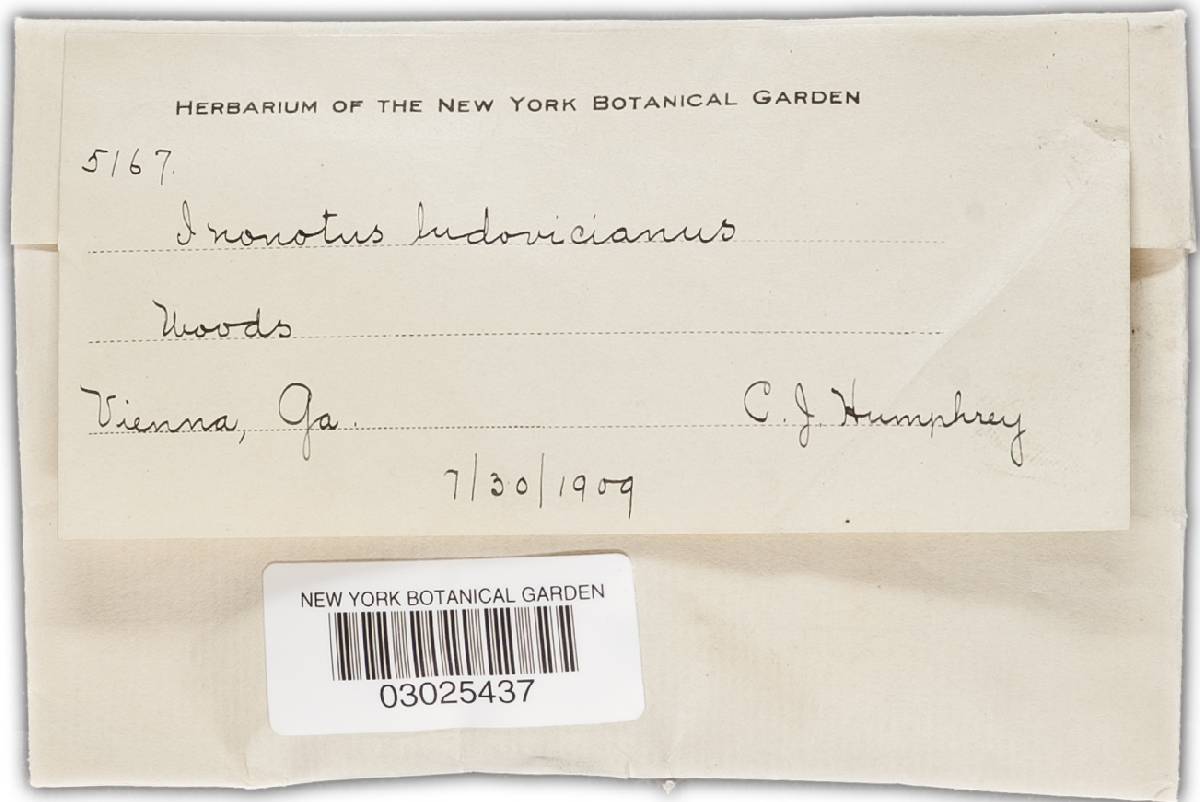 HERBARIUM OF THE NEW YORK BOTANICAL GARDEN
5167.
Inonotus ludovicianus
Woods
Vienna, Ga. C. J. Humphrey
7/30/1909
NEW YORK BOTANICAL GARDEN
03025437